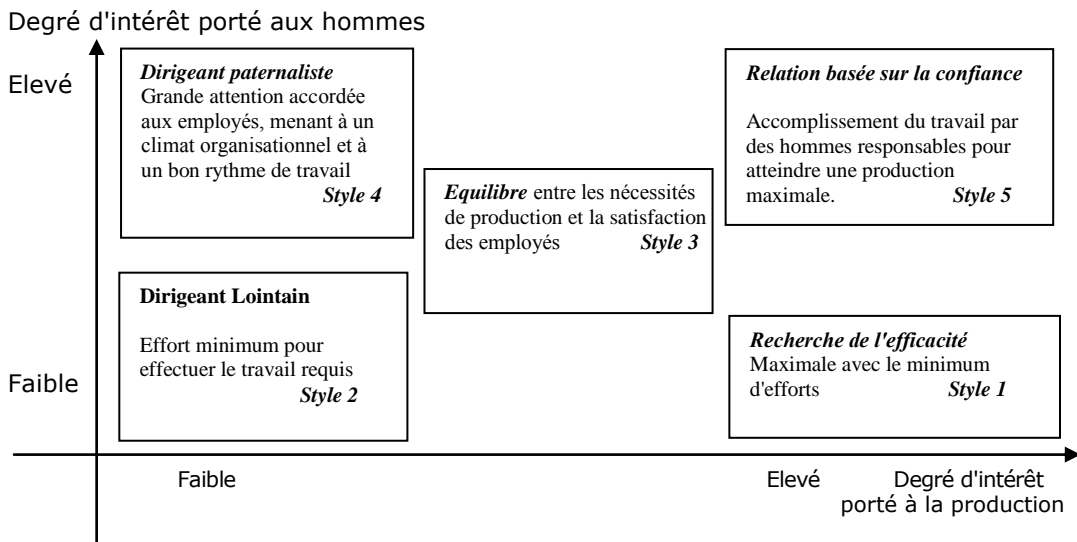 Degré d'intérêt porté aux hommes
Elevé
Dirigeant paternaliste
Grande attention accordée
aux employés, menant à un
climat organisationnel et à
un bon rythme de travail
Style 4
Relation basée sur la confiance
Accomplissement du travail par
des hommes responsables pour
atteindre une production
maximale. Style 5
Equilibre entre les nécessités
de production et la satisfaction
des employés Style 3
Dirigeant Lointain
Effort minimum pour
effectuer le travail requis
Style 2
Recherche de l'efficacité
Maximale avec le minimum
d'efforts Style 1
Faible
Faible
Elevé
Degré d'intérêt
porté à la production